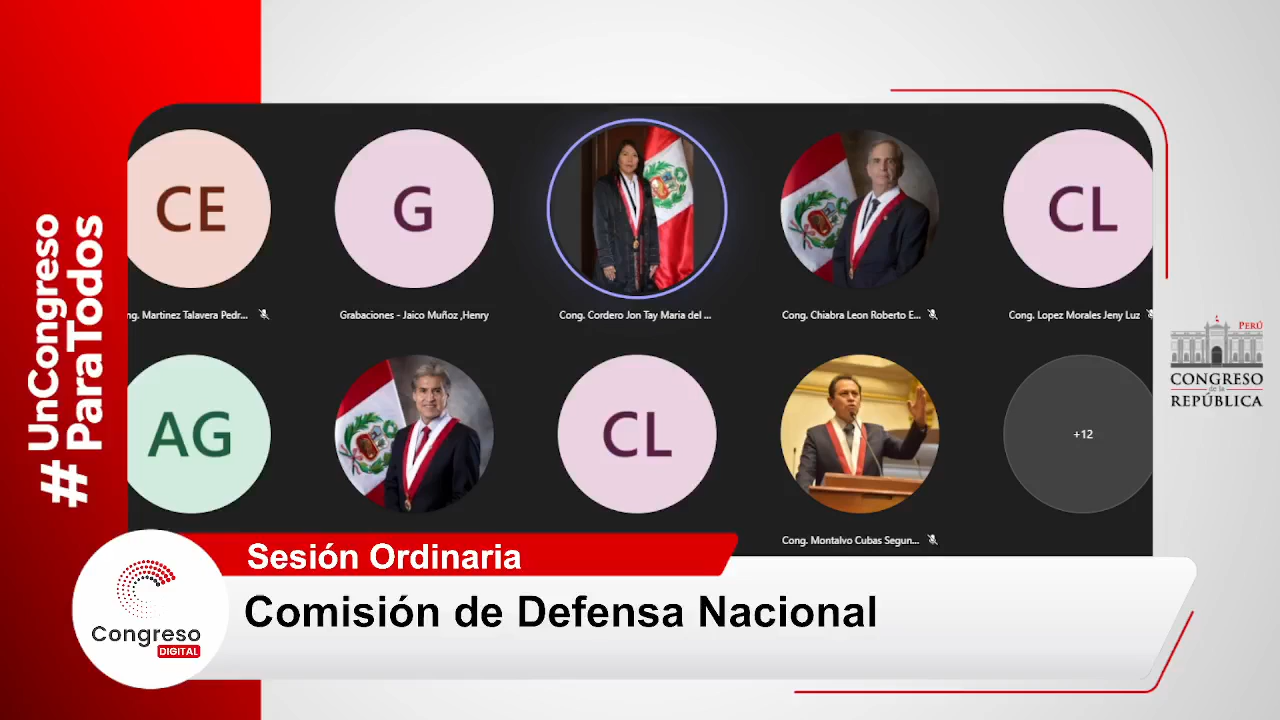 #UnCongreso
ParaTodos
CE
G
CL
ng. Martinez Talavera Pedr...
Grabaciones - Jaico Muñoz ,Henry
Cong. Cordero Jon Tay Maria del ...
Cong. Chiabra Leon Roberto E...
Cong. Lopez Morales Jeny Luz
AG
CL
+12
Cong. Montalvo Cubas Segun...
PERÚ
CONGRESO
de la
REPÚBLICA
Sesión Ordinaria
Comisión de Defensa Nacional
Congreso
DIGITAL